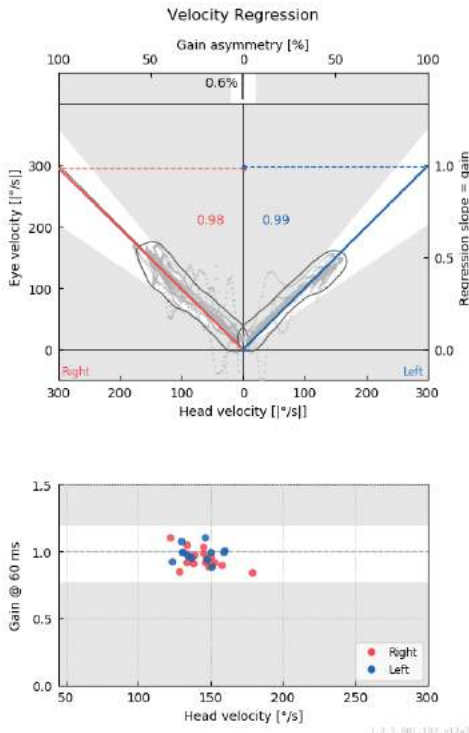 Velocity Regression
Gain asymmetry [%]
100 50 0 50 100
0.6%
300
200
100
0
Eye velocity [|°/s|]
0.98 0.99
1.0
0.5
0.0
Regression slope = gain
Right Left
300 200 100 0 100 200 300
Head velocity [|°/s|]
1.5
1.0
0.5
0.0
Gain @ 60 ms
Right
Left
50 100 150 200 250 300
Head velocity [°/s]